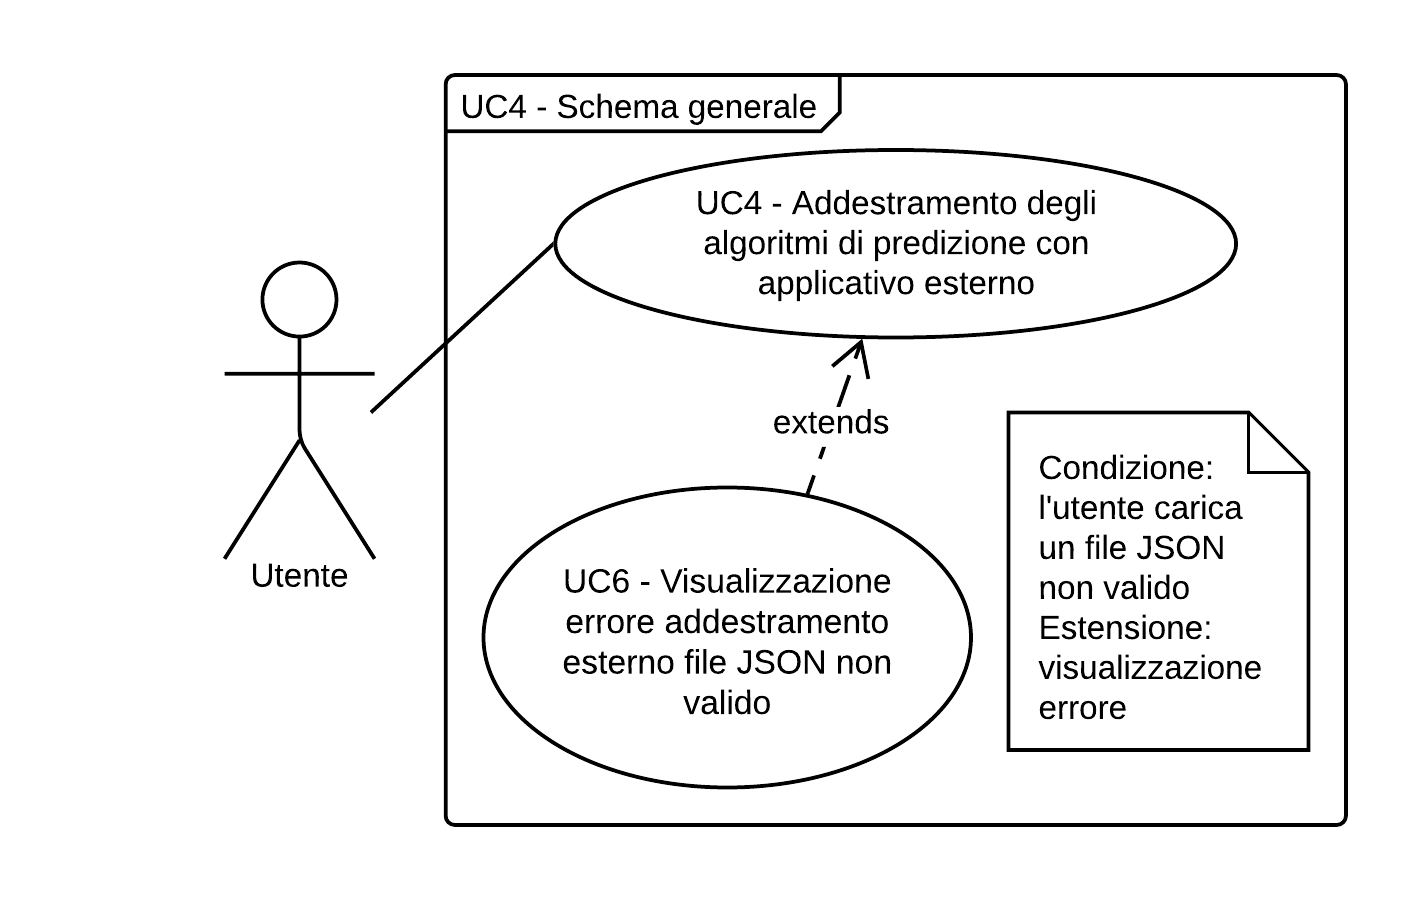 UC4 - Schema generale
UC4 - Addestramento degli
algoritmi di predizione con
applicativo esterno
extends
Condizione:
l'utente carica
un file JSON
non valido
Estensione:
visualizzazione
errore
Utente
UC6 - Visualizzazione
errore addestramento
esterno file JSON non
valido